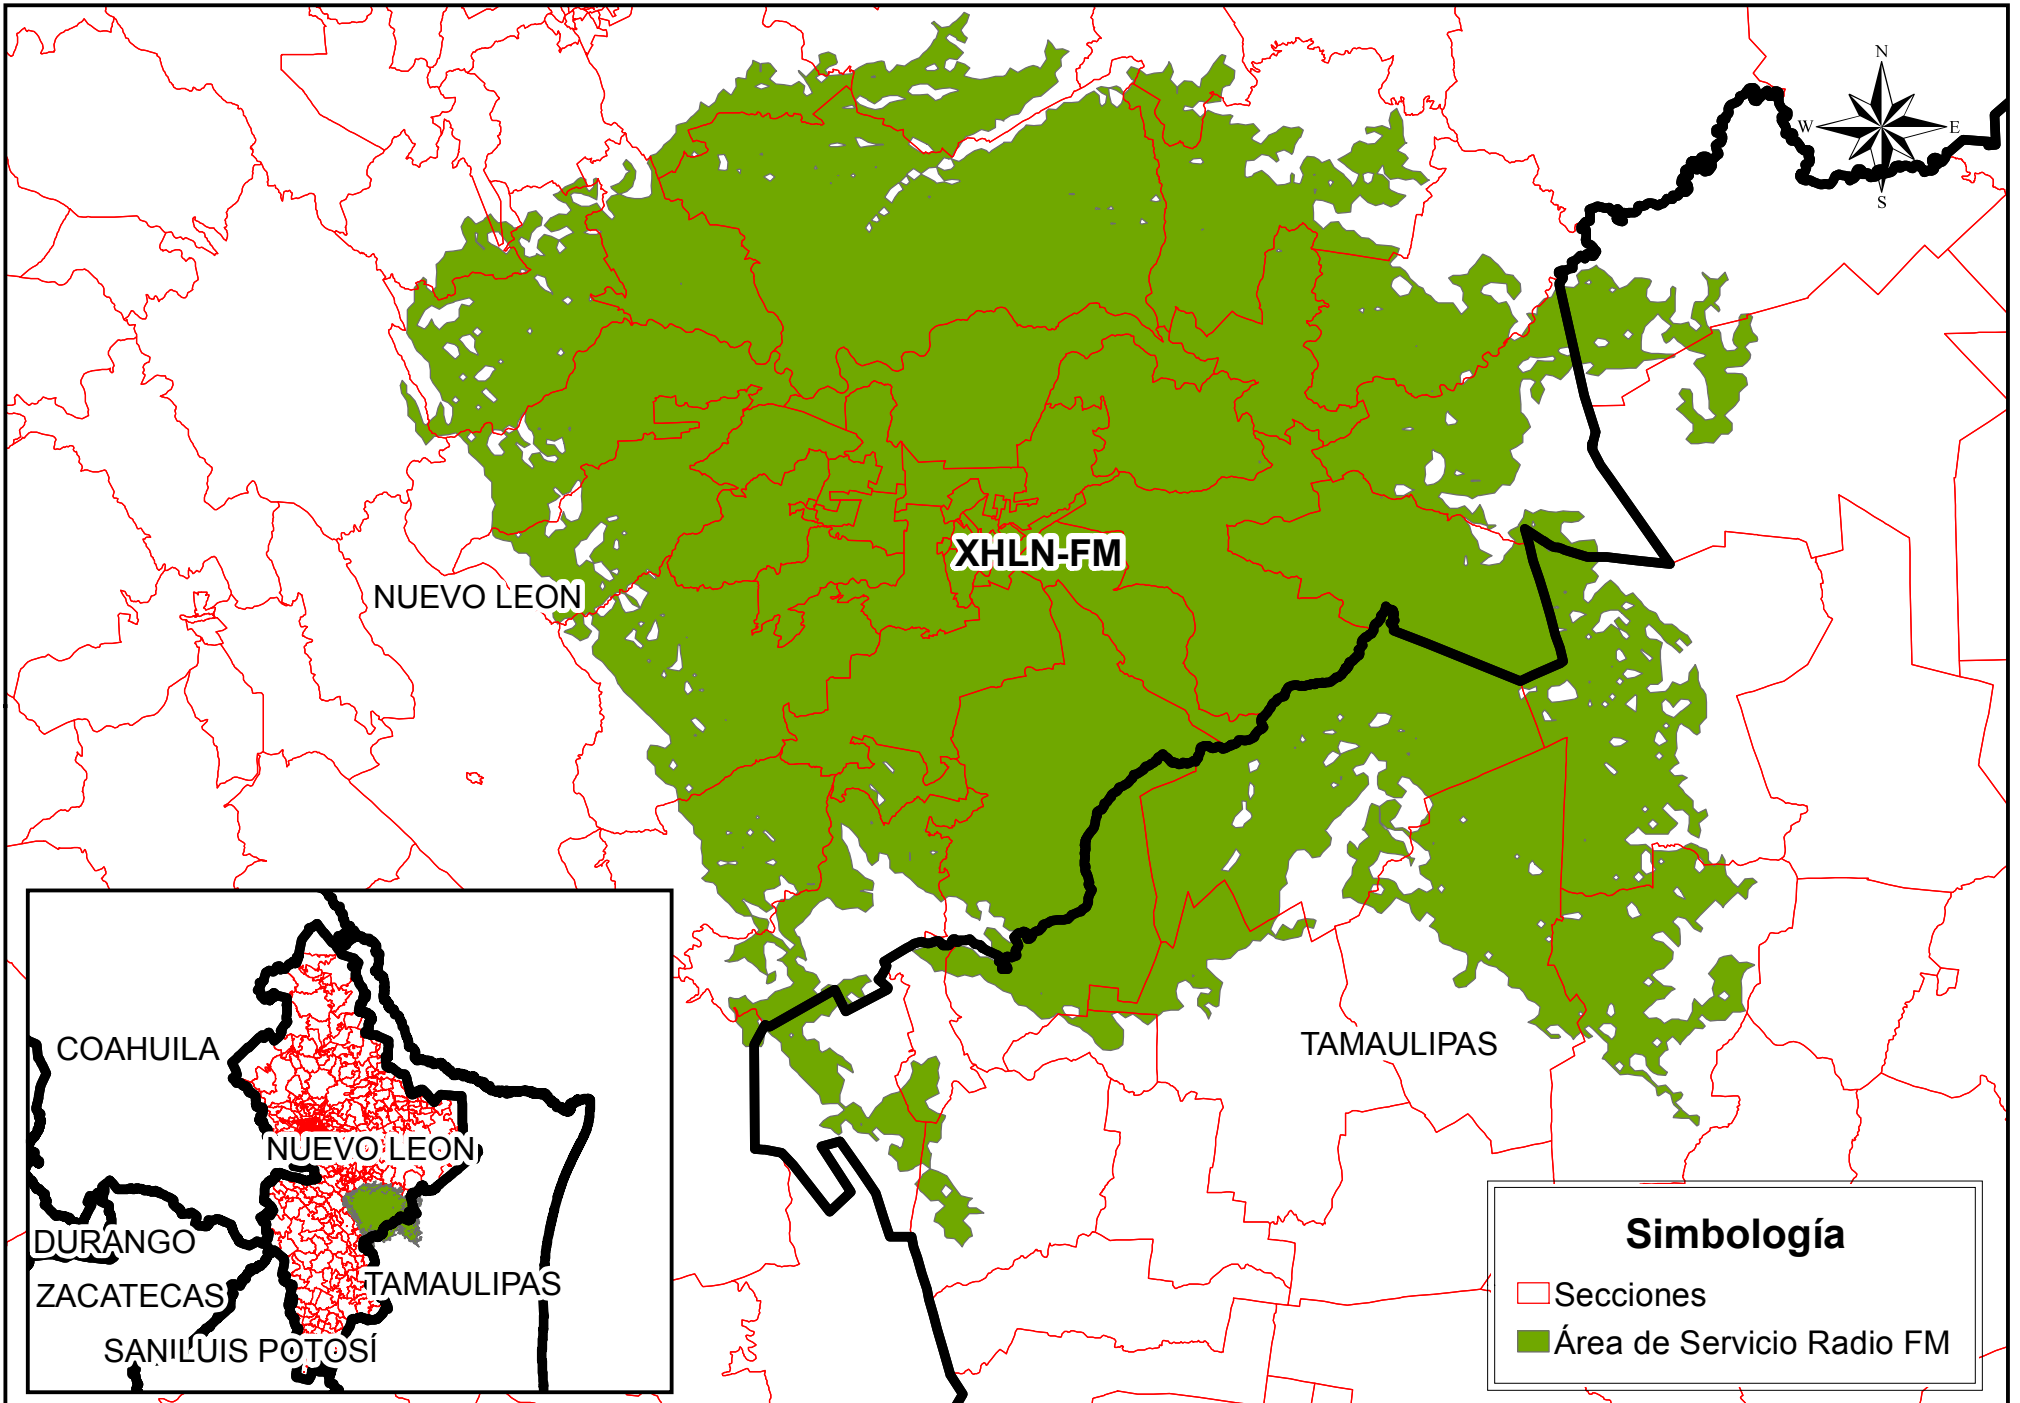 N
W E
S
XHLN-FM
NUEVO LEON
TAMAULIPAS
COAHUILA
NUEVO LEON
DURANGO
ZACATECAS
TAMAULIPAS
SAN LUIS POTOSÍ
Simbología
Secciones
Área de Servicio Radio FM